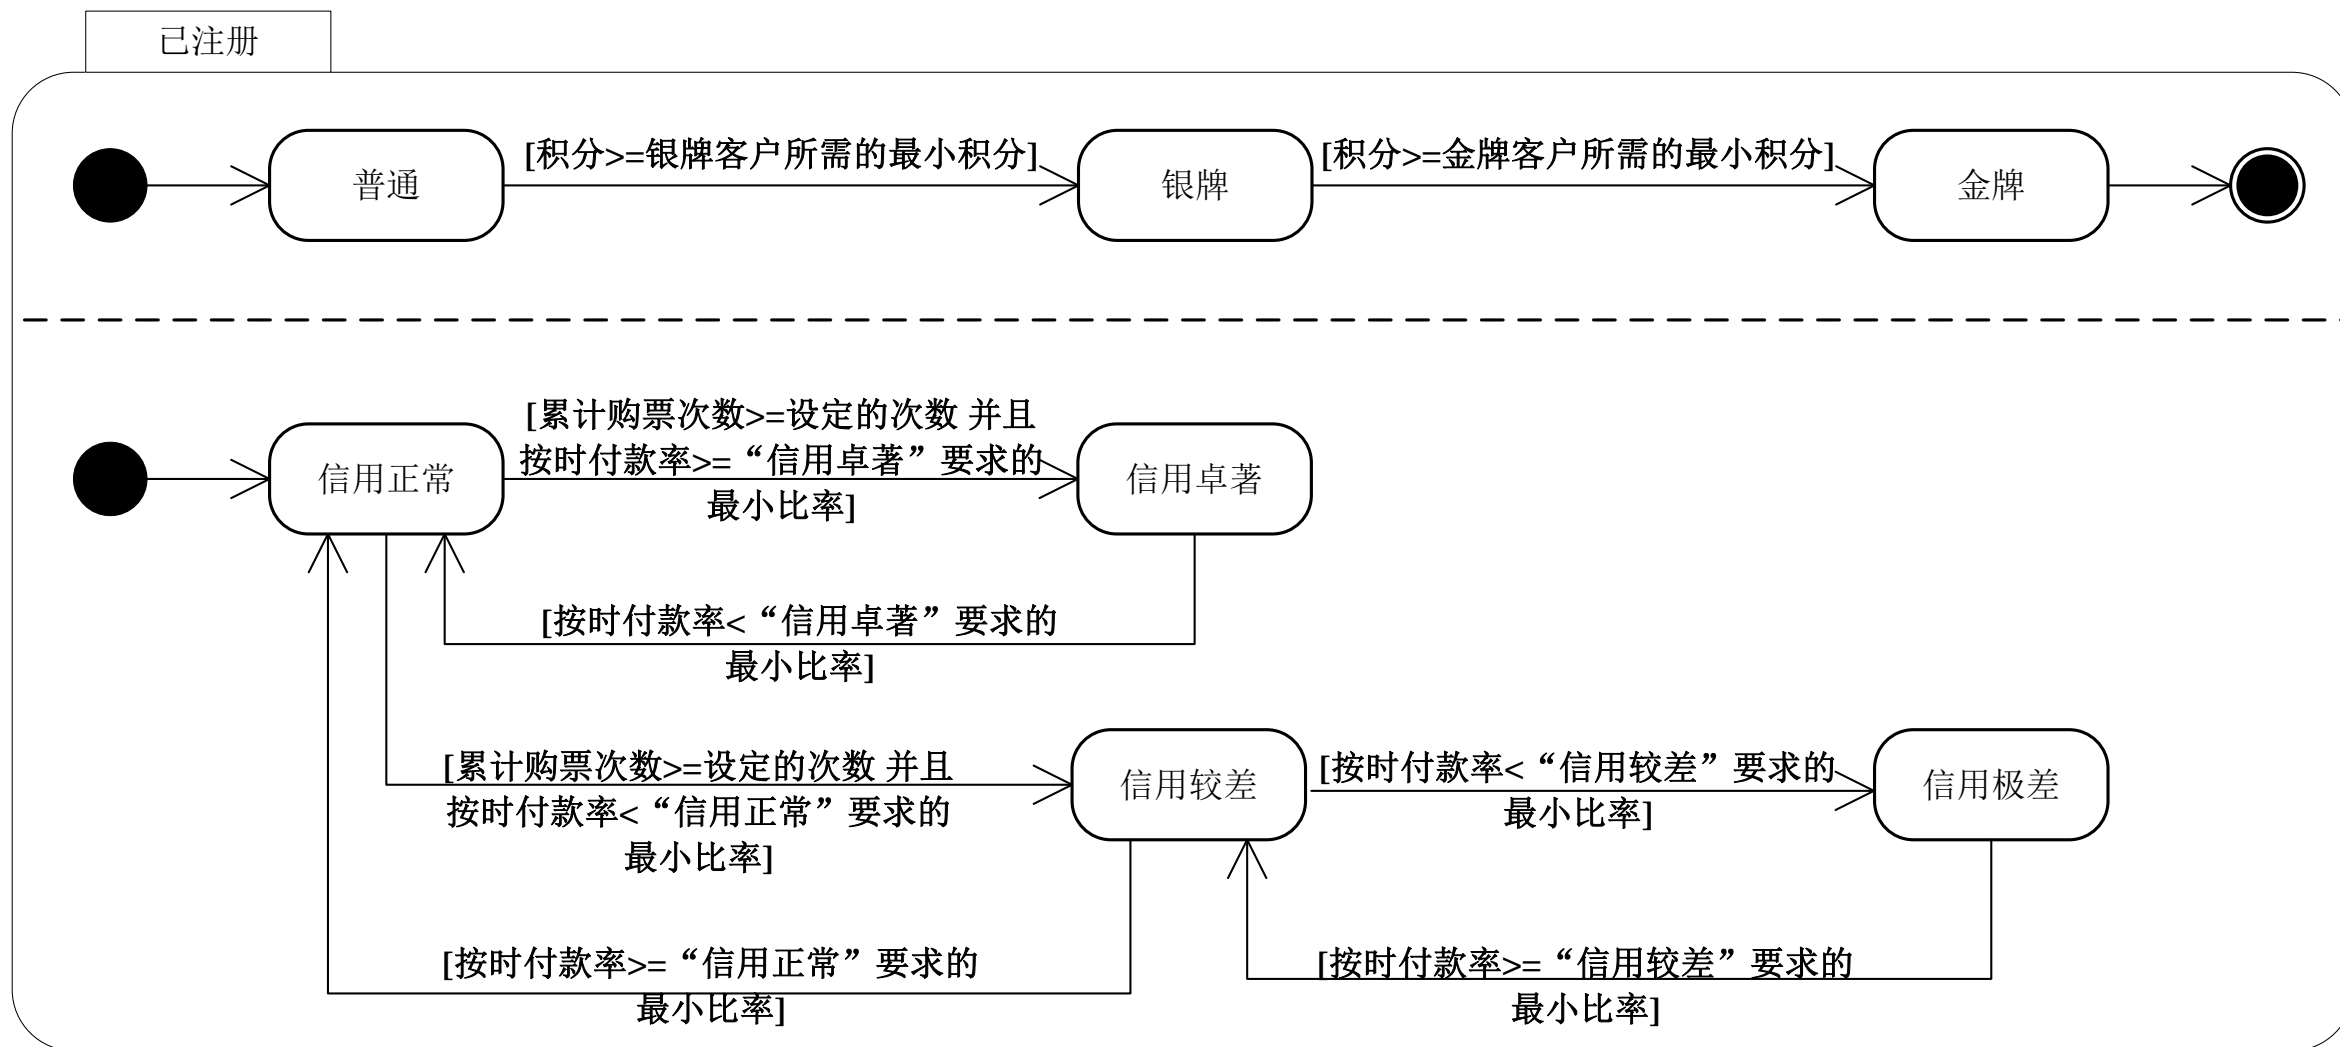 已注册
[积分>=银牌客户所需的最小积分]
[积分>=金牌客户所需的最小积分]
普通
银牌
金牌
[累计购票次数>=设定的次数 并且
按时付款率>=“信用卓著”要求的
最小比率]
信用正常
信用卓著
[按时付款率<“信用卓著”要求的
最小比率]
[累计购票次数>=设定的次数 并且
按时付款率<“信用正常”要求的
最小比率]
信用较差
[按时付款率<“信用较差”要求的
最小比率]
信用极差
[按时付款率>=“信用正常”要求的
最小比率]
[按时付款率>=“信用较差”要求的
最小比率]